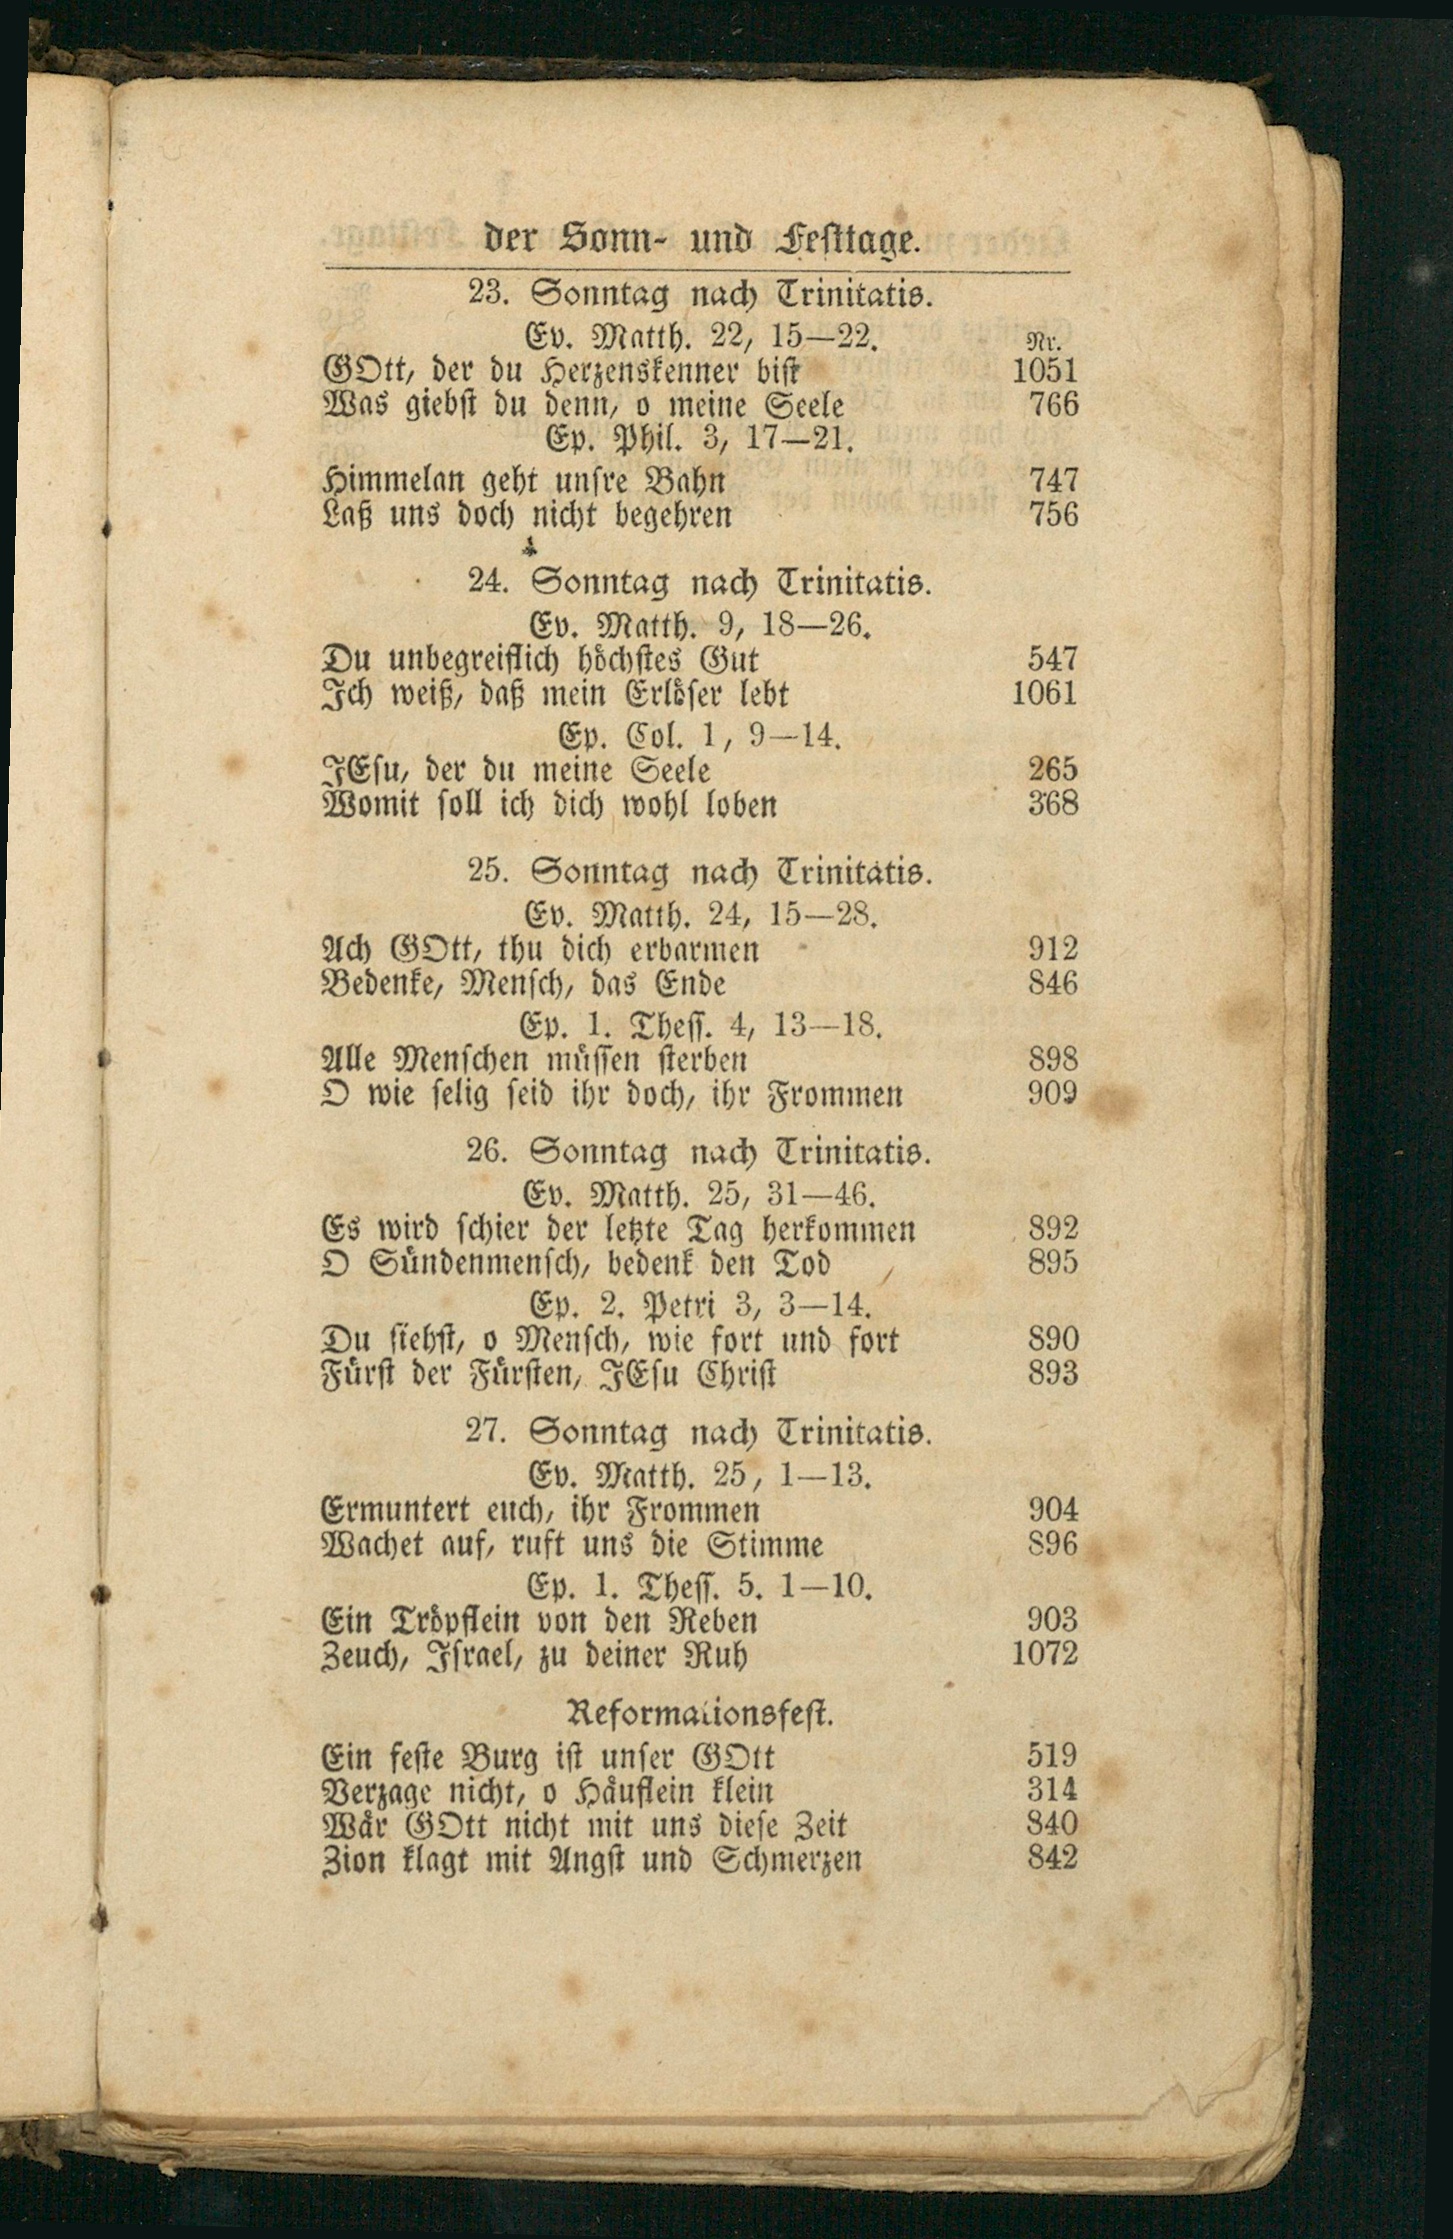 der Sonn- und Festtage.
23. Sonntag nach Trinitatis.
Ev. Matth. 22, 15—22. Nr.
GOtt, der du Herzenskenner bist 1051
Was giebst du denn, o meine Seele 766
Ep. Phil. 3, 17—21.
Himmelan geht unsre Bahn 747
Laß uns doch nicht begehren 756
24. Sonntag nach Trinitatis.
Ev. Matth. 9, 18—26.
Du unbegreiflich höchstes Gut 547
Ich weiß, daß mein Erlöser lebt 1061
Ep. Col. 1, 9—14.
JEsu, der du meine Seele 265
Womit soll ich dich wohl loben 368
25. Sonntag nach Trinitatis.
Ev. Matth. 24, 15—28.
Ach GOtt, thu dich erbarmen 912
Bedenke, Mensch, das Ende 846
Ep. 1. Thess. 4, 13—18.
Alle Menschen müssen sterben 898
O wie selig seid ihr doch, ihr Frommen 909
26. Sonntag nach Trinitatis.
Ev. Matth. 25, 31—46.
Es wird schier der letzte Tag herkommen 892
O Sündenmensch, bedenk den Tod 895
Ep. 2. Petri 3, 3—14.
Du siehst, o Mensch, wie fort und fort 890
Fürst der Fürsten, JEsu Christ 893
27. Sonntag nach Trinitatis.
Ev. Matth. 25, 1—13.
Ermuntert euch, ihr Frommen 904
Wachet auf, ruft uns die Stimme 896
Ep. 1. Thess. 5. 1—10.
Ein Tröpflein von den Reben 903
Zeuch, Israel, zu deiner Ruh 1072
Reformationsfest.
Ein feste Burg ist unser GOtt 519
Verzage nicht, o Häuflein klein 314
Wär GOtt nicht mit uns diese Zeit 840
Zion klagt mit Angst und Schmerzen 842